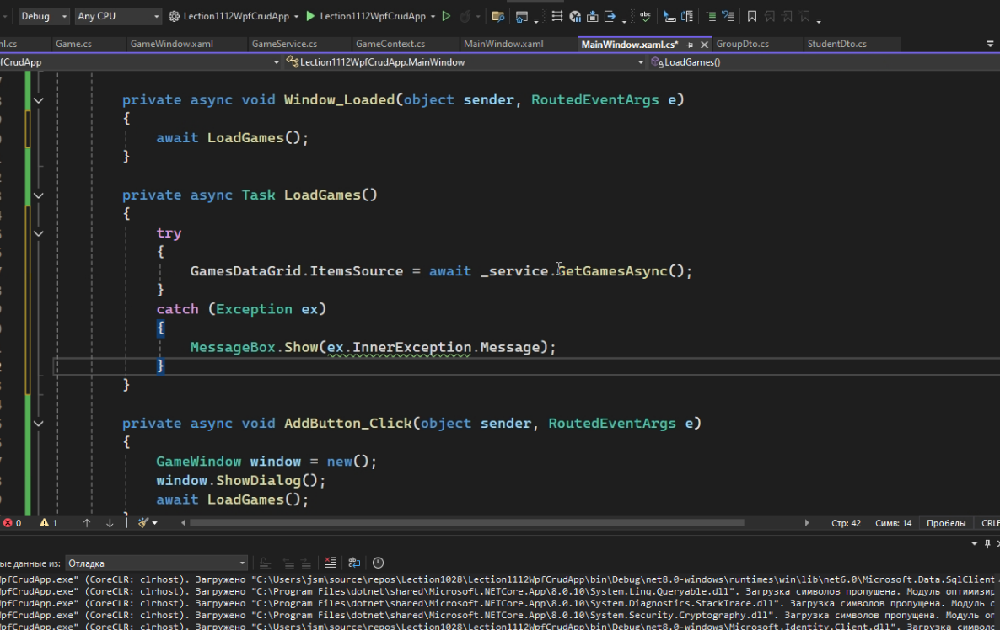 Debug Any CPU Lection1112WpfCrudApp Lection1112WpfCrudApp
ml.cs Game.cs GameWindow.xaml GameService.cs GameContext.cs MainWindow.xaml MainWindow.xaml.cs* GroupDto.cs StudentDto.cs
fCrudApp Lection1112WpfCrudApp.MainWindow LoadGames()
private async void Window_Loaded(object sender, RoutedEventArgs e)
{
await LoadGames();
}
private async Task LoadGames()
{
try
{
GamesDataGrid.ItemsSource = await _service.GetGamesAsync();
}
catch (Exception ex)
{
MessageBox.Show(ex.InnerException.Message);
}
}
private async void AddButton_Click(object sender, RoutedEventArgs e)
{
GameWindow window = new();
window.ShowDialog();
await LoadGames();
0 1 Стр: 42 Симв: 14 Пробелы CRLF
ые данные из: Отладка
WpfCrudApp.exe" (CoreCLR: clrhost). Загружено "C:\Users\jsm\source\repos\Lection1028\Lection1112WpfCrudApp\bin\Debug\net8.0-windows\runtimes\win\lib\net6.0\Microsoft.Data.SqlClient
WpfCrudApp.exe" (CoreCLR: clrhost). Загружено "C:\Program Files\dotnet\shared\Microsoft.NETCore.App\8.0.10\System.Linq.Queryable.dll". Загрузка символов пропущена. Модуль оптимизир
WpfCrudApp.exe" (CoreCLR: clrhost). Загружено "C:\Program Files\dotnet\shared\Microsoft.NETCore.App\8.0.10\System.Diagnostics.StackTrace.dll". Загрузка символов пропущена. Модуль с
WpfCrudApp.exe" (CoreCLR: clrhost). Загружено "C:\Program Files\dotnet\shared\Microsoft.NETCore.App\8.0.10\System.Security.Cryptography.dll". Загрузка символов пропущена. Модуль оп
WpfCrudApp.exe" (CoreCLR: clrhost). Загружено "C:\Users\jsm\source\repos\Lection1028\Lection1112WpfCrudApp\bin\Debug\net8.0-windows\Microsoft.Identity.Client.dll". Загрузка символс